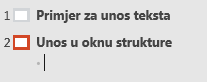 1 Primjer za unos teksta
2 Unos u oknu strukture